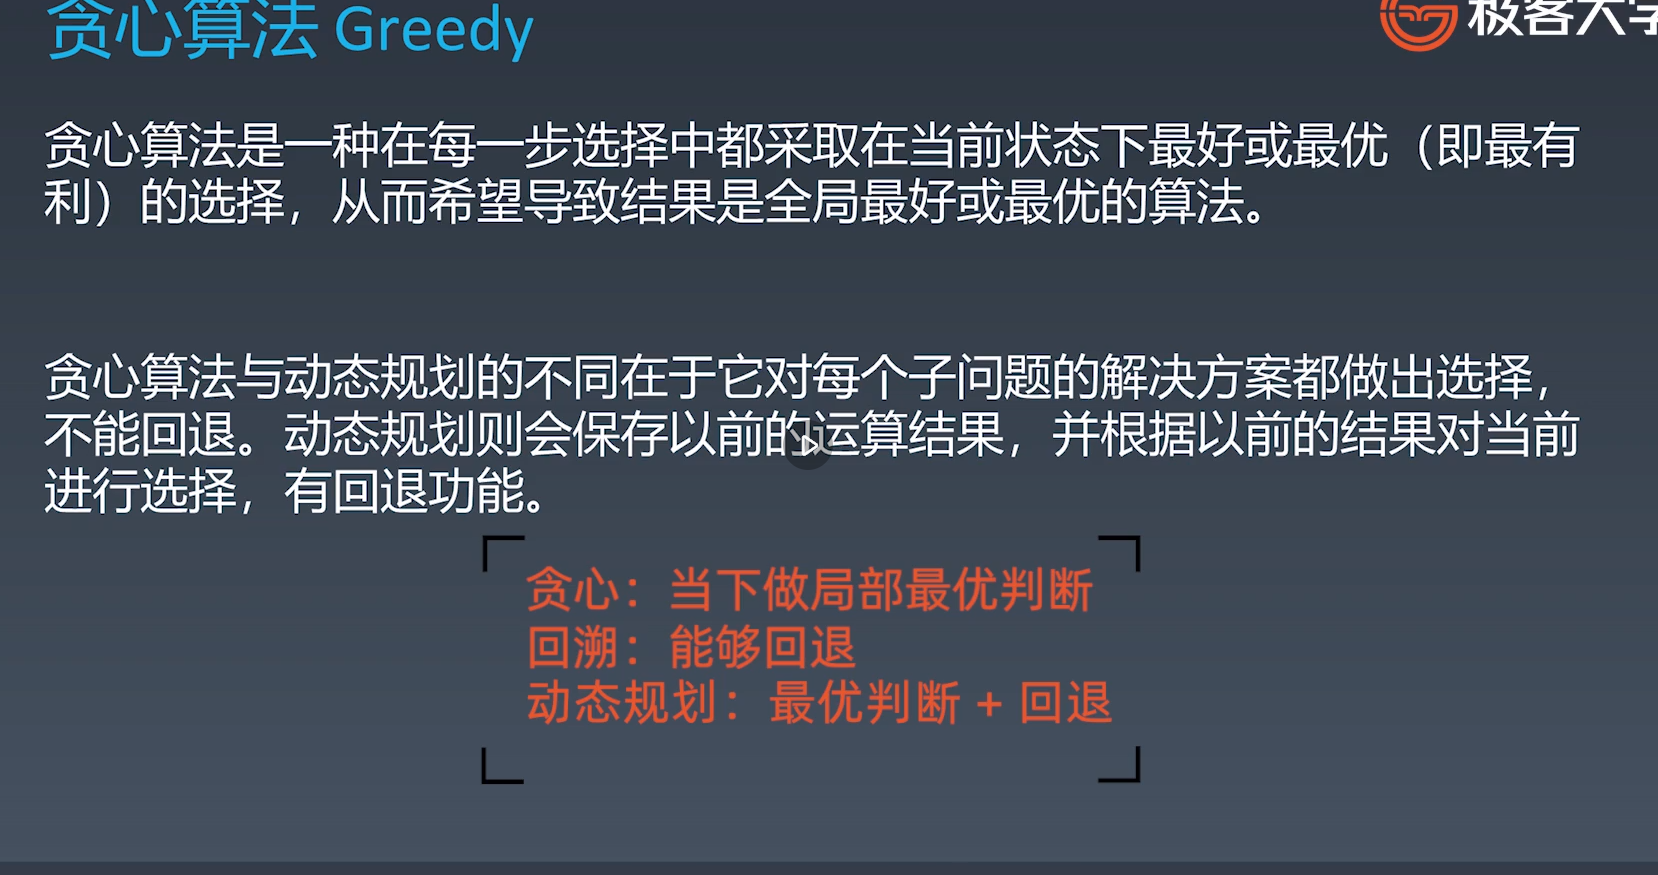 贪心算法 Greedy
极客大学
贪心算法是一种在每一步选择中都采取在当前状态下最好或最优（即最有
利）的选择，从而希望导致结果是全局最好或最优的算法。
贪心算法与动态规划的不同在于它对每个子问题的解决方案都做出选择，
不能回退。动态规划则会保存以前的运算结果，并根据以前的结果对当前
进行选择，有回退功能。
贪心：当下做局部最优判断
回溯：能够回退
动态规划：最优判断 + 回退